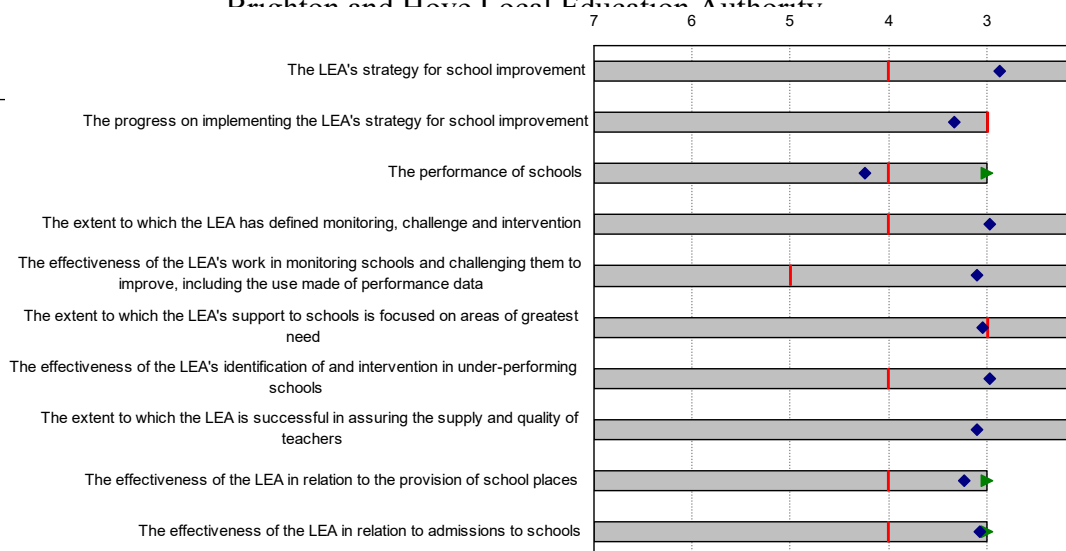 Brighton and Hove Local Education Authority
7 6 5 4 3
The LEA's strategy for school improvement
The progress on implementing the LEA's strategy for school improvement
The performance of schools
The extent to which the LEA has defined monitoring, challenge and intervention
The effectiveness of the LEA's work in monitoring schools and challenging them to
improve, including the use made of performance data
The extent to which the LEA's support to schools is focused on areas of greatest
need
The effectiveness of the LEA's identification of and intervention in under-performing
schools
The extent to which the LEA is successful in assuring the supply and quality of
teachers
The effectiveness of the LEA in relation to the provision of school places
The effectiveness of the LEA in relation to admissions to schools